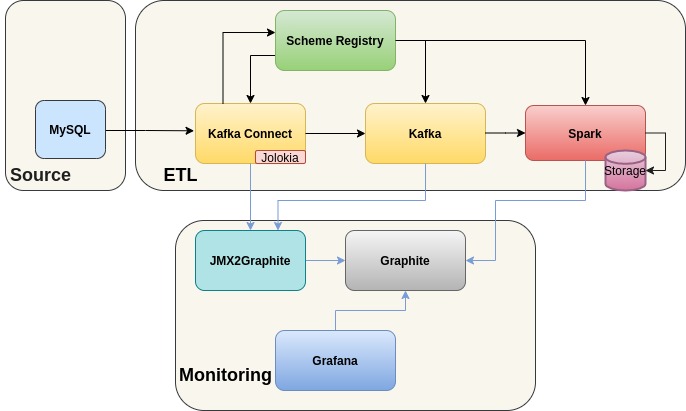 Scheme Registry
MySQL
Kafka Connect
Jolokia
Kafka
Spark
Storage
Source
ETL
JMX2Graphite
Graphite
Grafana
Monitoring